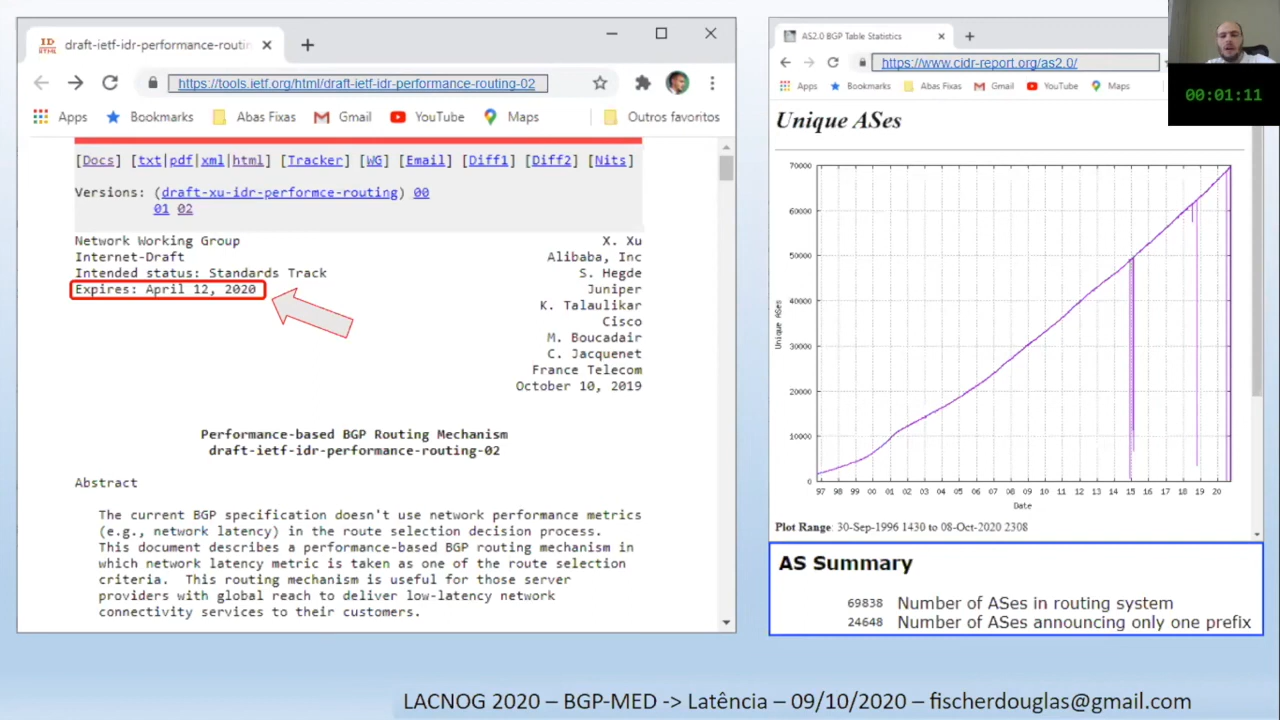 draft-ietf-idr-performance-routin
https://tools.ietf.org/html/draft-ietf-idr-performance-routing-02
Apps Bookmarks Abas Fixas Gmail YouTube Maps Outros favoritos
[Docs] [txt|pdf|xml|html] [Tracker] [WG] [Email] [Diff1] [Diff2] [Nits]
Versions: (draft-xu-idr-performce-routing) 00
01 02
Network Working Group X. Xu
Internet-Draft Alibaba, Inc
Intended status: Standards Track S. Hegde
Expires: April 12, 2020 Juniper
K. Talaulikar
Cisco
M. Boucadair
C. Jacquenet
France Telecom
October 10, 2019
Performance-based BGP Routing Mechanism
draft-ietf-idr-performance-routing-02
Abstract
The current BGP specification doesn't use network performance metrics
(e.g., network latency) in the route selection decision process.
This document describes a performance-based BGP routing mechanism in
which network latency metric is taken as one of the route selection
criteria. This routing mechanism is useful for those server
providers with global reach to deliver low-latency network
connectivity services to their customers.
AS2.0 BGP Table Statistics
https://www.cidr-report.org/as2.0/
Apps Bookmarks Abas Fixas Gmail YouTube Maps
00:01:11
Unique ASes
70000
60000
50000
40000
30000
20000
10000
0
Unique ASes
97 98 99 00 01 02 03 04 05 06 07 08 09 10 11 12 13 14 15 16 17 18 19 20
Date
Plot Range: 30-Sep-1996 1430 to 08-Oct-2020 2308
AS Summary
69838 Number of ASes in routing system
24648 Number of ASes announcing only one prefix
LACNOG 2020 – BGP-MED -> Latência – 09/10/2020 – fischerdouglas@gmail.com